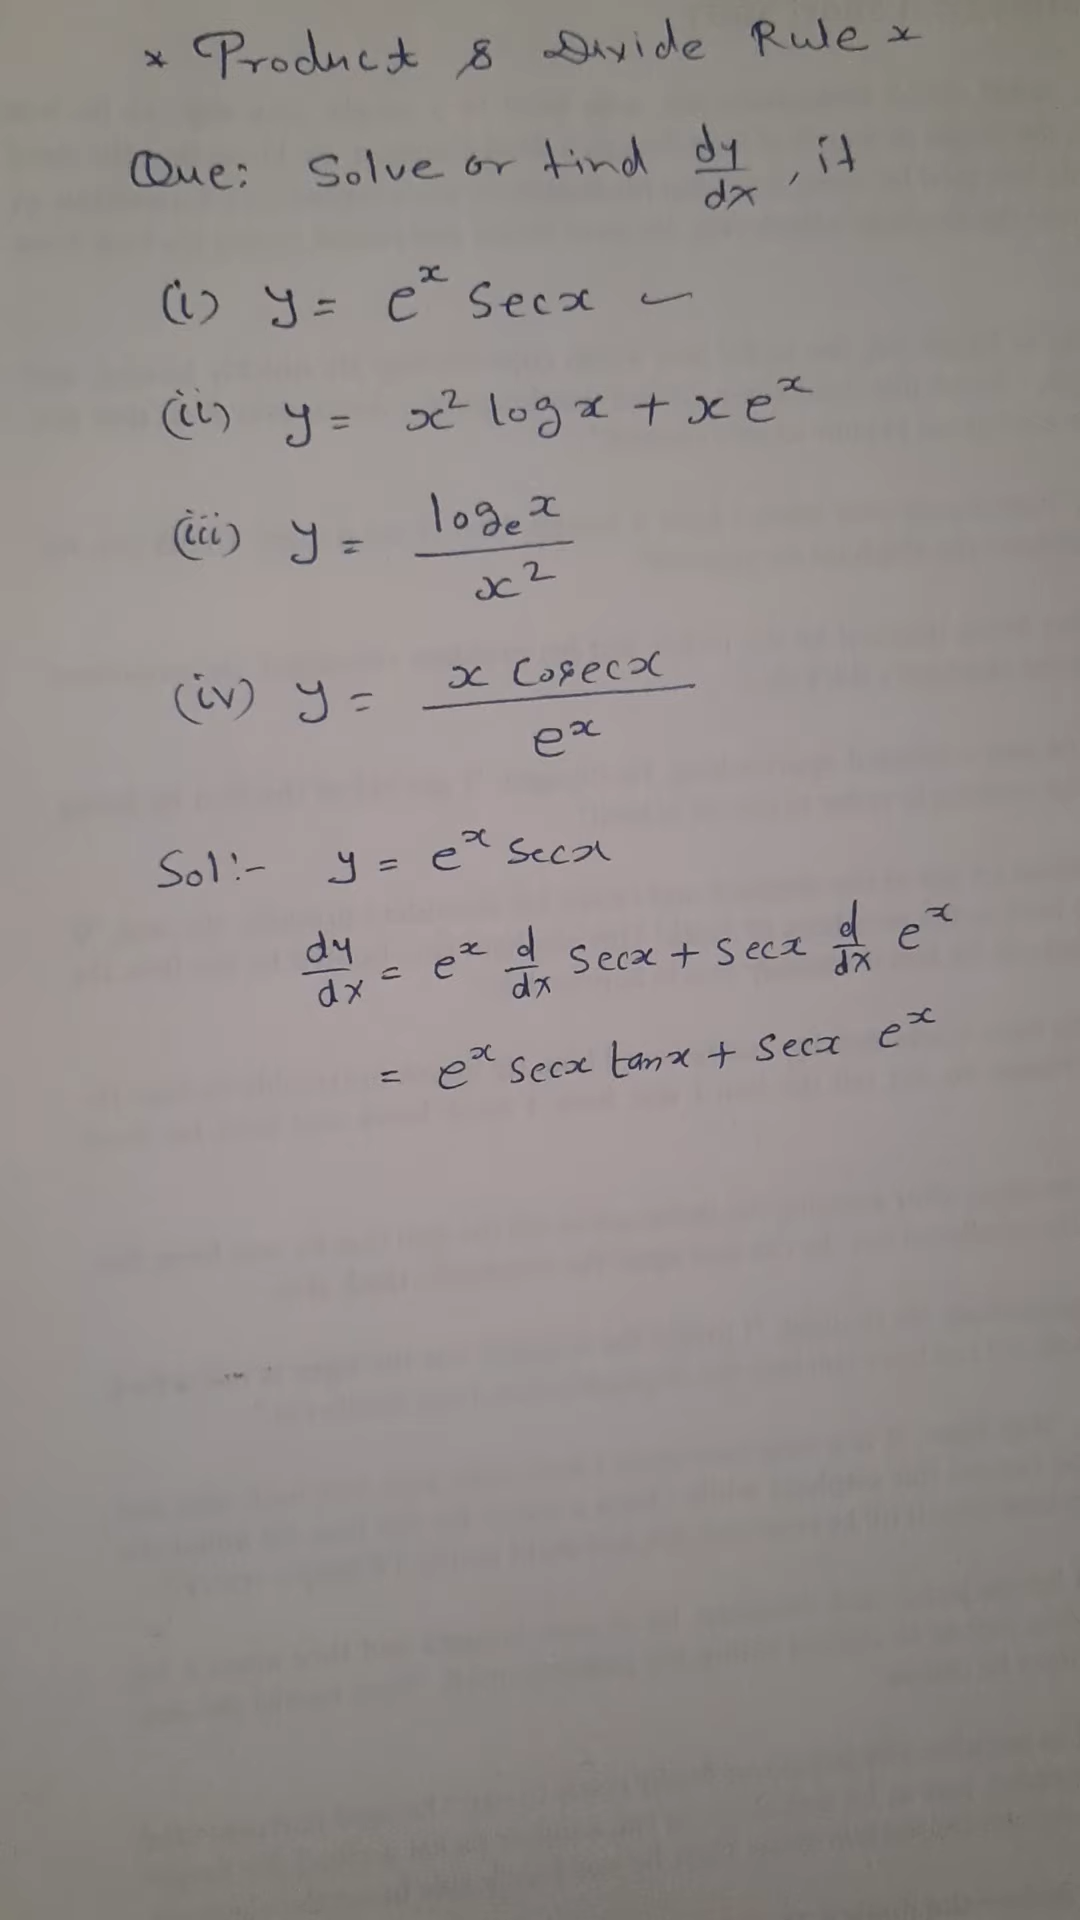 * Product & Divide Rule *
Que: Solve or find dy/dx, if
(i) y = e^x secx
(ii) y = x² log x + x e^x
(iii) y = logₑx / x²
(iv) y = x cosecx / e^x
Sol:- y = e^x secx
dy/dx = e^x d/dx secx + secx d/dx e^x
= e^x secx tanx + secx e^x